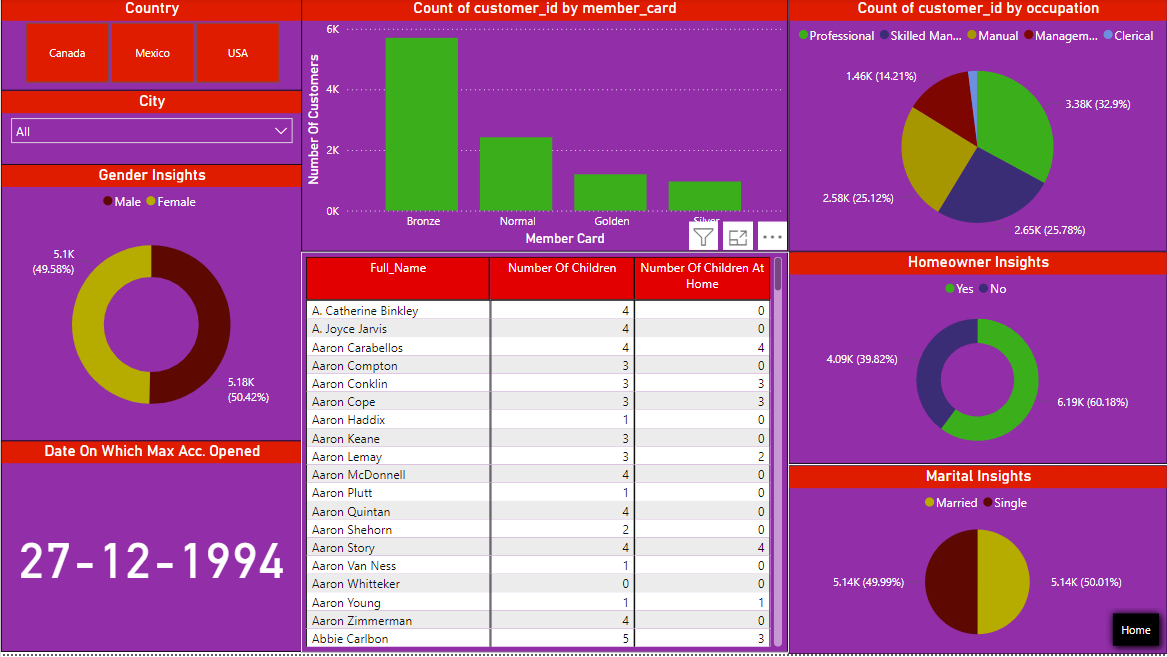 Country
Canada
Mexico
USA
City
All
Gender Insights
Male Female
5.1K
(49.58%)
5.18K
(50.42%)
Date On Which Max Acc. Opened
27-12-1994
Count of customer_id by member_card
Number Of Customers
6K
4K
2K
0K
Bronze
Normal
Golden
Silver
Member Card
Full_Name Number Of Children Number Of Children At Home
A. Catherine Binkley 4 0
A. Joyce Jarvis 4 0
Aaron Carabellos 4 4
Aaron Compton 3 0
Aaron Conklin 3 3
Aaron Cope 3 3
Aaron Haddix 1 0
Aaron Keane 3 0
Aaron Lemay 3 2
Aaron McDonnell 4 0
Aaron Plutt 1 0
Aaron Quintan 4 0
Aaron Shehorn 2 0
Aaron Story 4 4
Aaron Van Ness 1 0
Aaron Whitteker 0 0
Aaron Young 1 1
Aaron Zimmerman 4 0
Abbie Carlbon 5 3
Count of customer_id by occupation
Professional Skilled Man... Manual Managem... Clerical
1.46K (14.21%)
3.38K (32.9%)
2.58K (25.12%)
2.65K (25.78%)
Homeowner Insights
Yes No
4.09K (39.82%)
6.19K (60.18%)
Marital Insights
Married Single
5.14K (49.99%)
5.14K (50.01%)
Home